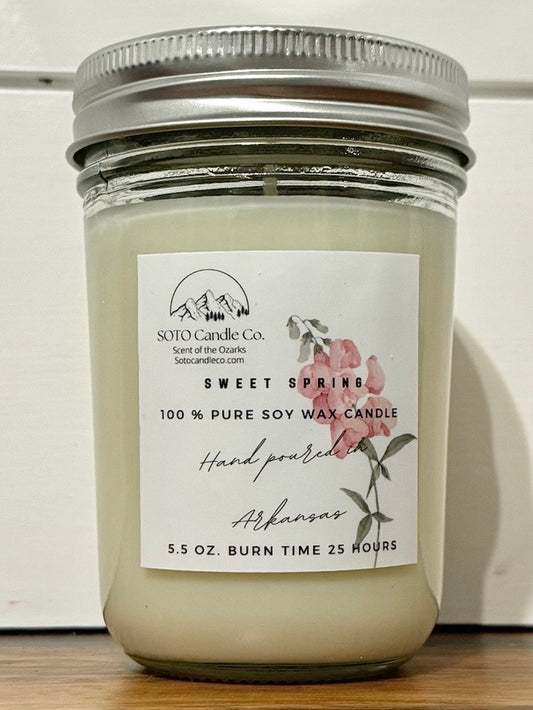 SOTO Candle Co.
Scent of the Ozarks
Sotocandleco.com
SWEET SPRING
100 % PURE SOY WAX CANDLE
Hand poured in
Arkansas
5.5 OZ. BURN TIME 25 HOURS